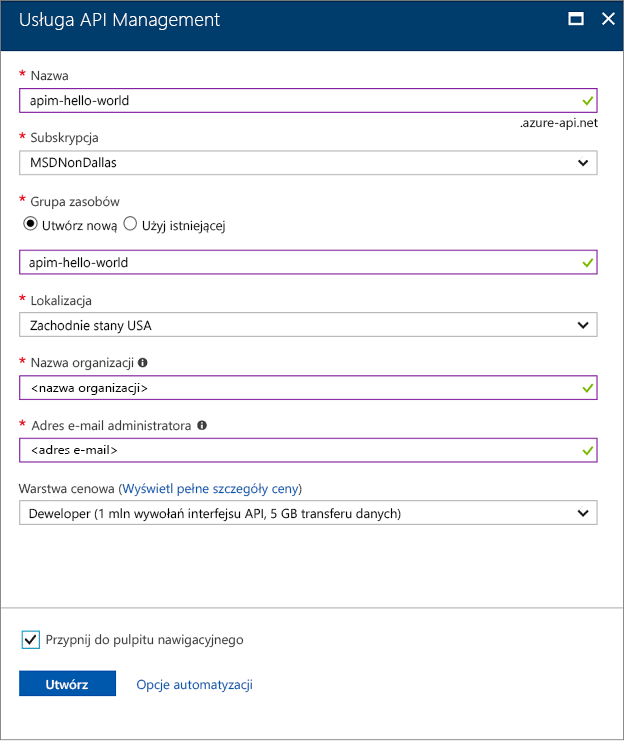 Usługa API Management
* Nazwa
apim-hello-world
.azure-api.net
* Subskrypcja
MSDNonDallas
* Grupa zasobów
Utwórz nową Użyj istniejącej
apim-hello-world
* Lokalizacja
Zachodnie stany USA
* Nazwa organizacji
<nazwa organizacji>
* Adres e-mail administratora
<adres e-mail>
Warstwa cenowa (Wyświetl pełne szczegóły ceny)
Deweloper (1 mln wywołań interfejsu API, 5 GB transferu danych)
Przypnij do pulpitu nawigacyjnego
Utwórz Opcje automatyzacji